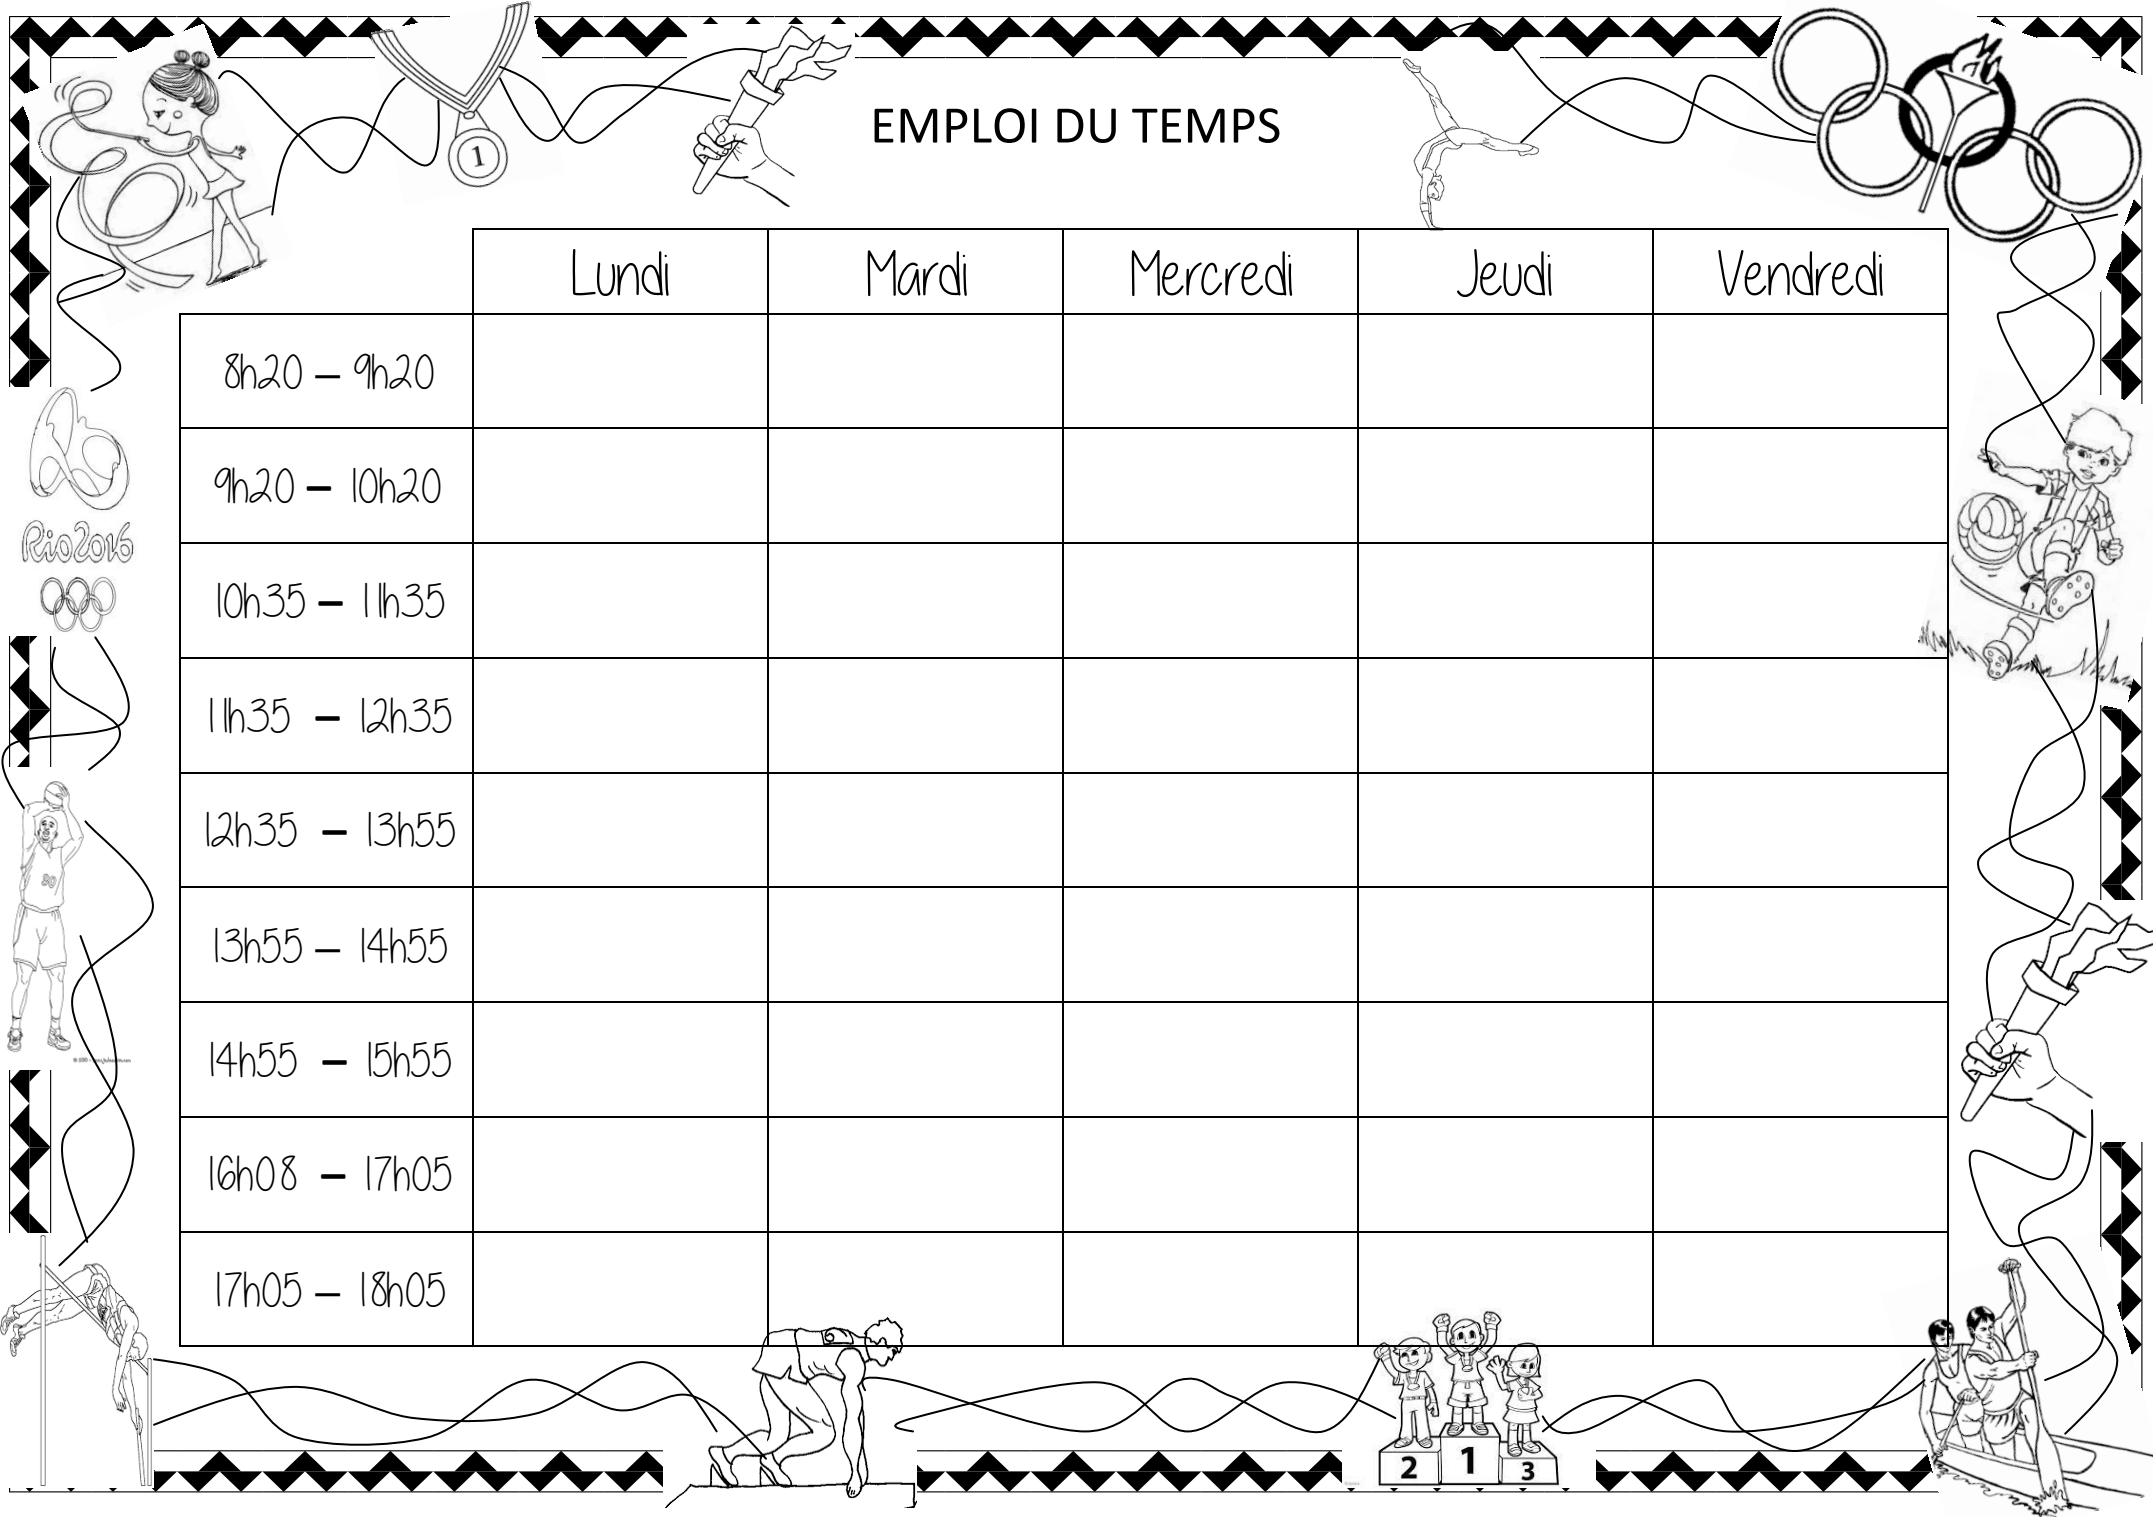 EMPLOI DU TEMPS
1
Lundi Mardi Mercredi Jeudi Vendredi
8h20 – 9h20
9h20 – 10h20
Rio2016
10h35 – 11h35
11h35 – 12h35
12h35 – 13h55
30
13h55 – 14h55
14h55 – 15h55
16h08 – 17h05
17h05 – 18h05
2 1 3